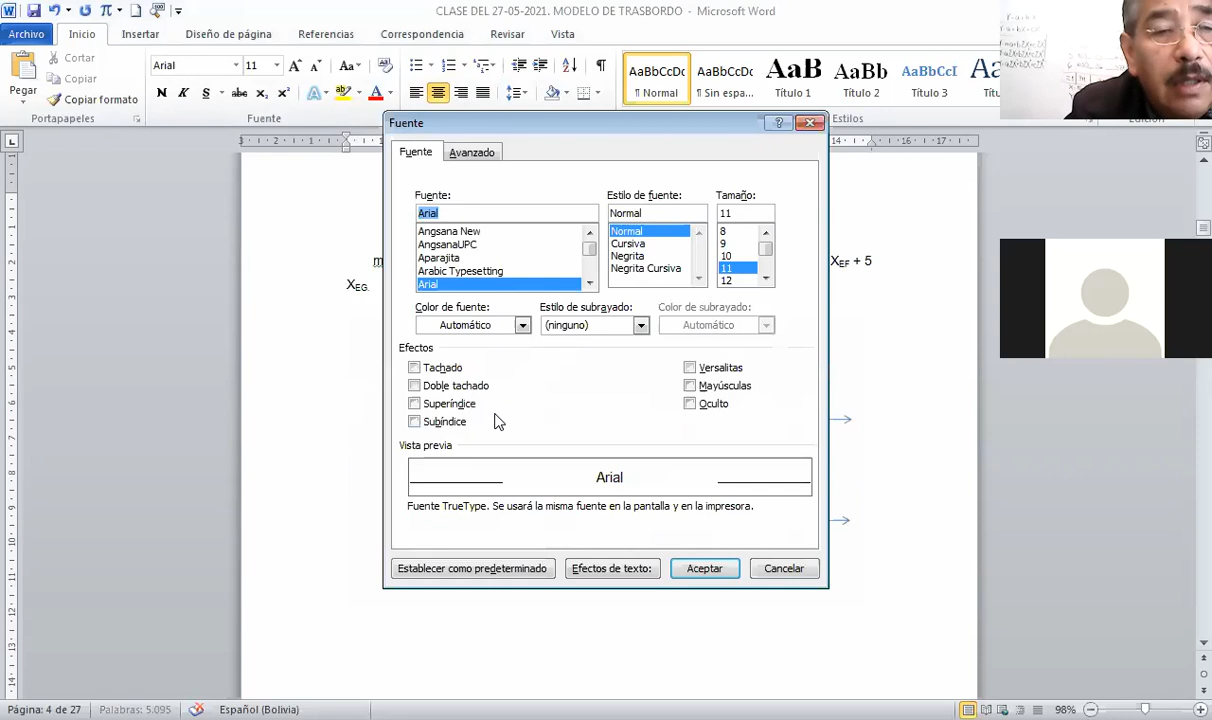 CLASE DEL 27-05-2021. MODELO DE TRASBORDO - Microsoft Word
Archivo Inicio Insertar Diseño de página Referencias Correspondencia Revisar Vista
Pegar
Cortar
Copiar
Copiar formato
Portapapeles
Arial 11
N K S abc x₂ x² A A
Fuente
AaBbCcDc AaBbCcDc AaB AaBbCc AaBbCcI
¶ Normal ¶ Sin espa... Título 1 Título 2 Título 3
Estilos
Fuente
Fuente Avanzado
Fuente: Estilo de fuente: Tamaño:
Arial Normal 11
Angsana New
AngsanaUPC
Aparajita
Arabic Typesetting
Arial
Normal
Cursiva
Negrita
Negrita Cursiva
8
9
10
11
12
Color de fuente: Estilo de subrayado: Color de subrayado:
Automático (ninguno) Automático
Efectos
Tachado
Doble tachado
Superíndice
Subíndice
Versalitas
Mayúsculas
Oculto
Vista previa
Arial
Fuente TrueType. Se usará la misma fuente en la pantalla y en la impresora.
Establecer como predeterminado Efectos de texto: Aceptar Cancelar
X_EF + 5
X_EG.
Página: 4 de 27 Palabras: 5.095 Español (Bolivia) 98%